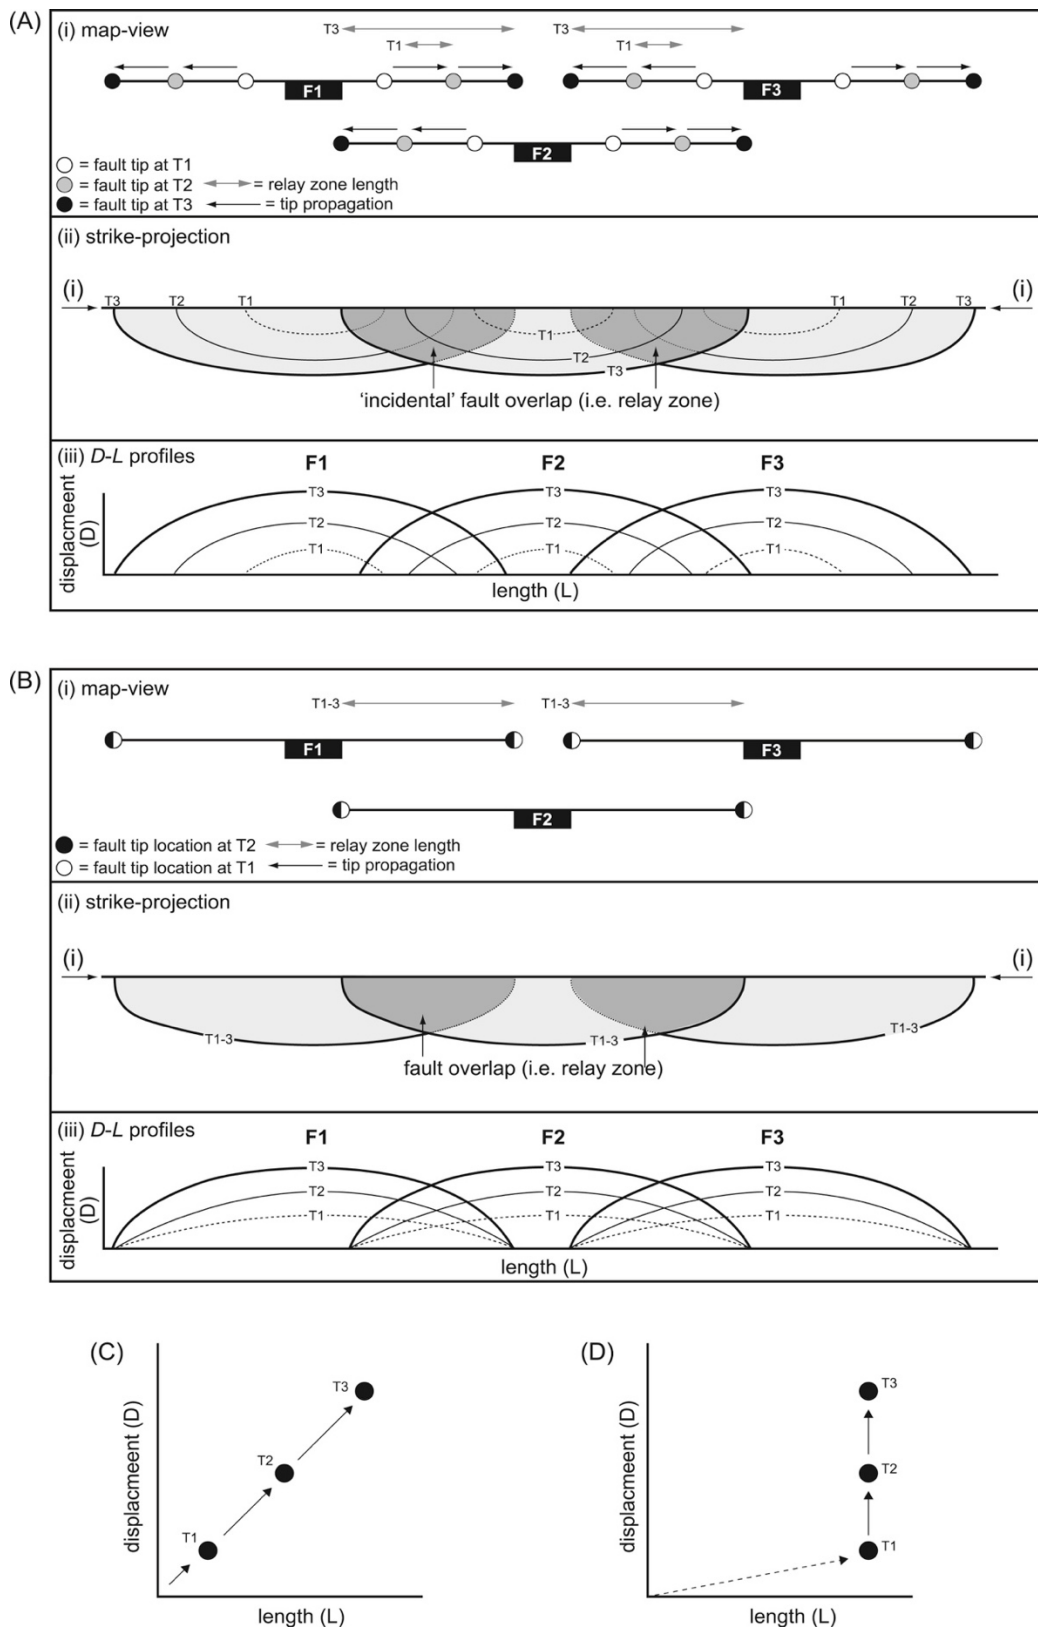 (A)
(i) map-view
T3
T3
T1
T1
F1
F3
F2
= fault tip at T1
= fault tip at T2
= relay zone length
= fault tip at T3
= tip propagation
(ii) strike-projection
(i)
(i)
T3
T2
T1
T1
T2
T3
T1
T2
T3
'incidental' fault overlap (i.e. relay zone)
(iii) D-L profiles
F1
F2
F3
displacmeent
(D)
T3
T3
T3
T2
T2
T2
T1
T1
T1
length (L)
(B)
(i) map-view
T1-3
T1-3
F1
F3
F2
= fault tip location at T2
= relay zone length
= fault tip location at T1
= tip propagation
(ii) strike-projection
(i)
(i)
T1-3
T1-3
T1-3
fault overlap (i.e. relay zone)
(iii) D-L profiles
F1
F2
F3
displacmeent
(D)
T3
T3
T3
T2
T2
T2
T1
T1
T1
length (L)
(C)
displacmeent (D)
T3
T2
T1
length (L)
(D)
displacmeent (D)
T3
T2
T1
length (L)